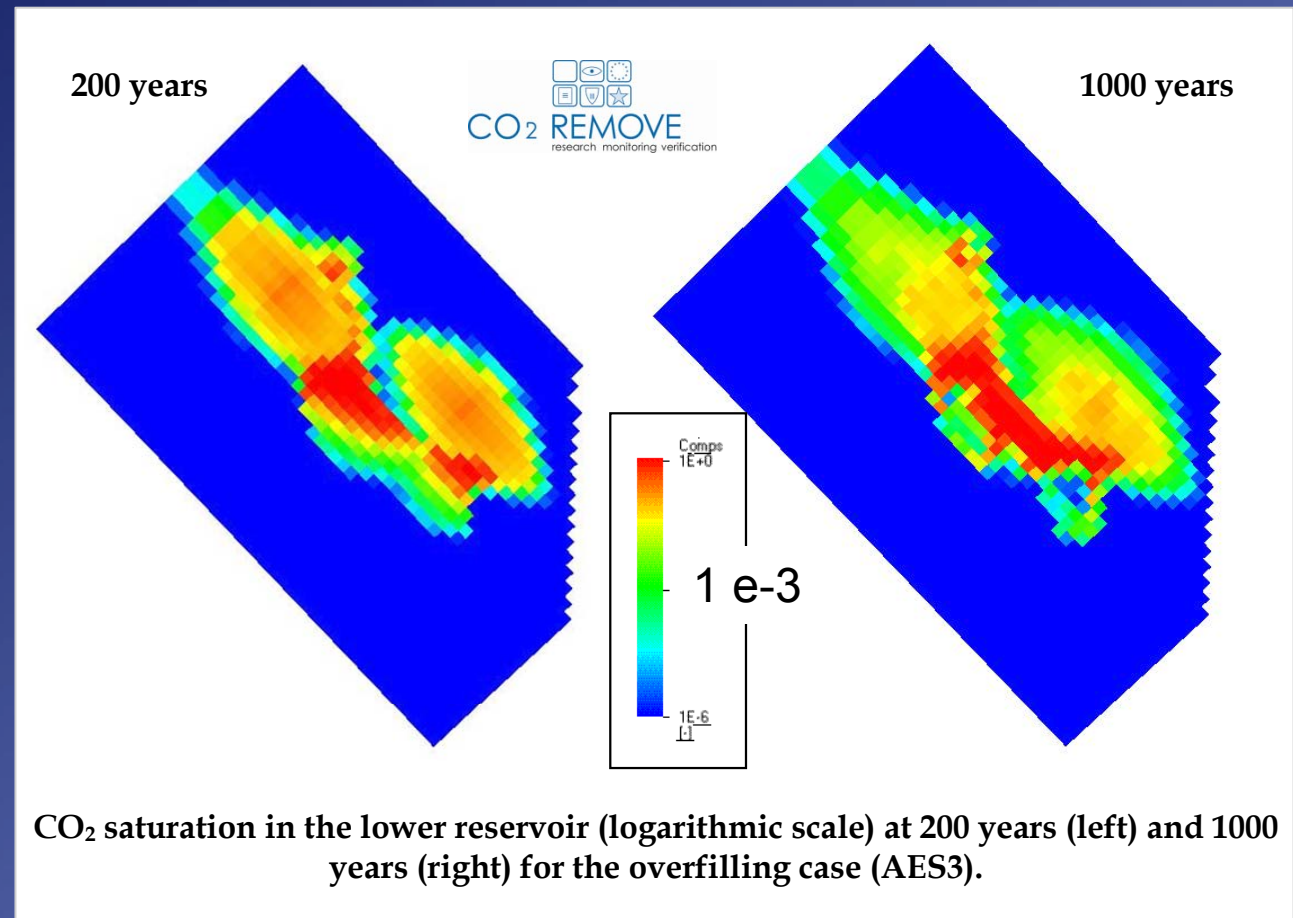 200 years
1000 years
CO2 REMOVE
research monitoring verification
Comps
1E+0
1 e-3
1E-6
[-]
CO₂ saturation in the lower reservoir (logarithmic scale) at 200 years (left) and 1000
years (right) for the overfilling case (AES3).